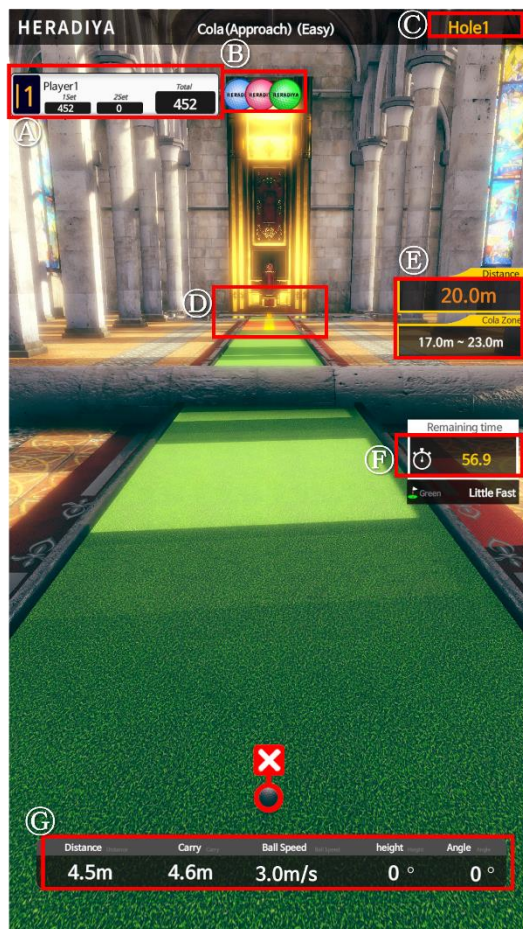 HERADIYA
Cola(Approach) (Easy)
Ⓒ
Hole1
Ⓑ
1
Player1
1Set
2Set
Total
452
0
452
HERADIYA
Ⓐ
Ⓔ
Distance
20.0m
Cola Zone
17.0m ~ 23.0m
Ⓓ
Remaining time
Ⓕ
56.9
Green
Little Fast
Ⓖ
Distance
Carry
Ball Speed
height
Angle
4.5m
4.6m
3.0m/s
0 °
0 °